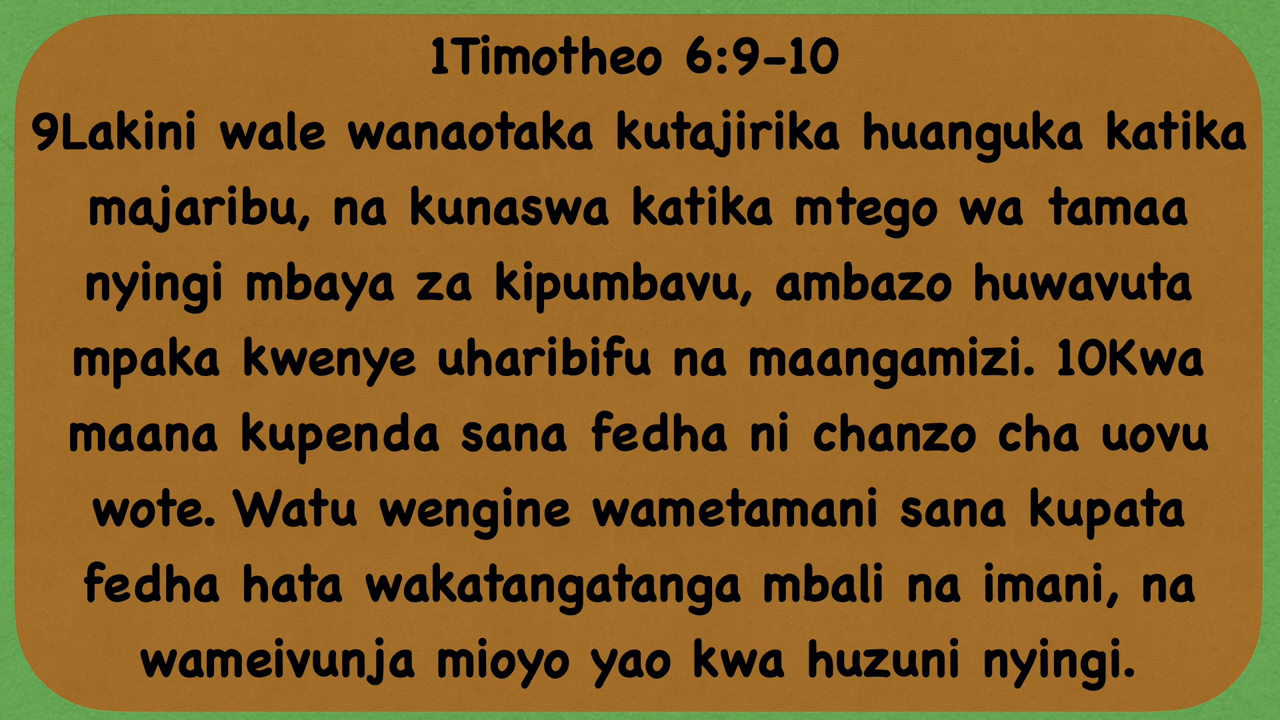 1Timotheo 6:9-10
9Lakini wale wanaotaka kutajirika huanguka katika
majaribu, na kunaswa katika mtego wa tamaa
nyingi mbaya za kipumbavu, ambazo huwavuta
mpaka kwenye uharibifu na maangamizi. 10Kwa
maana kupenda sana fedha ni chanzo cha uovu
wote. Watu wengine wametamani sana kupata
fedha hata wakatangatanga mbali na imani, na
wameivunja mioyo yao kwa huzuni nyingi.